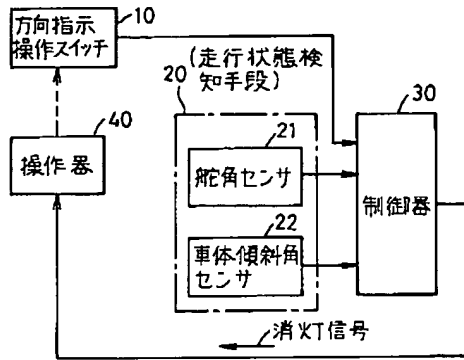 10
方向指示
操作スイッチ
(走行状態検
知手段)
20
30
40
21
操作器
舵角センサ
制御器
22
車体傾斜角
センサ
消灯信号